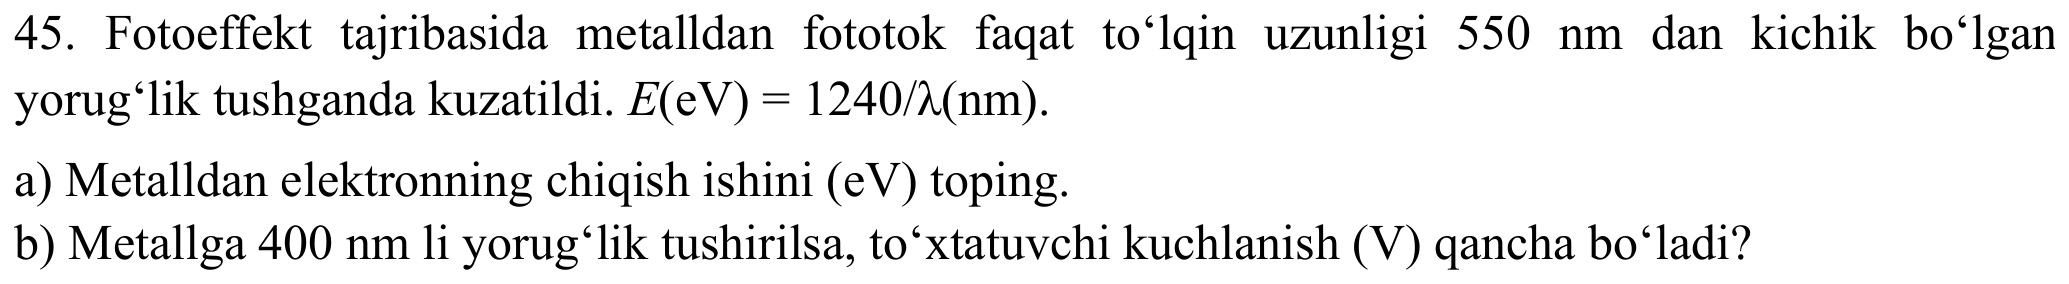 45. Fotoeffekt tajribasida metalldan fototok faqat to‘lqin uzunligi 550 nm dan kichik bo‘lgan
yorug‘lik tushganda kuzatildi. E(eV) = 1240/λ(nm).
a) Metalldan elektronning chiqish ishini (eV) toping.
b) Metallga 400 nm li yorug‘lik tushirilsa, to‘xtatuvchi kuchlanish (V) qancha bo‘ladi?